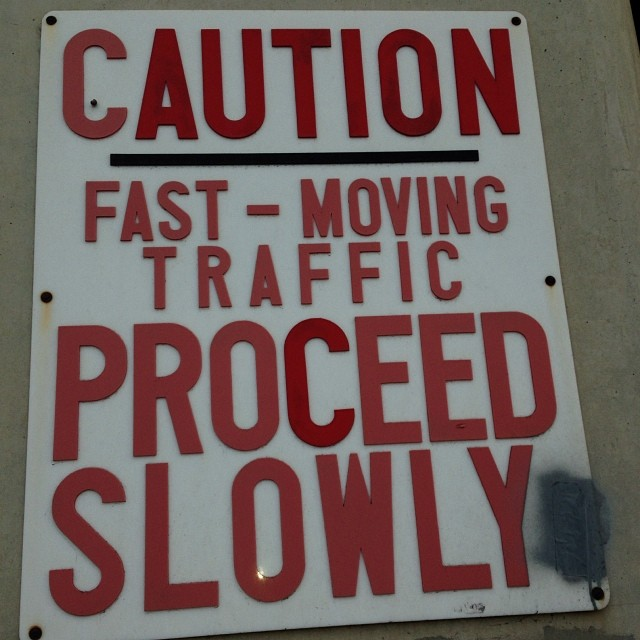 CAUTION
FAST-MOVING
TRAFFIC
PROCEED
SLOWLY